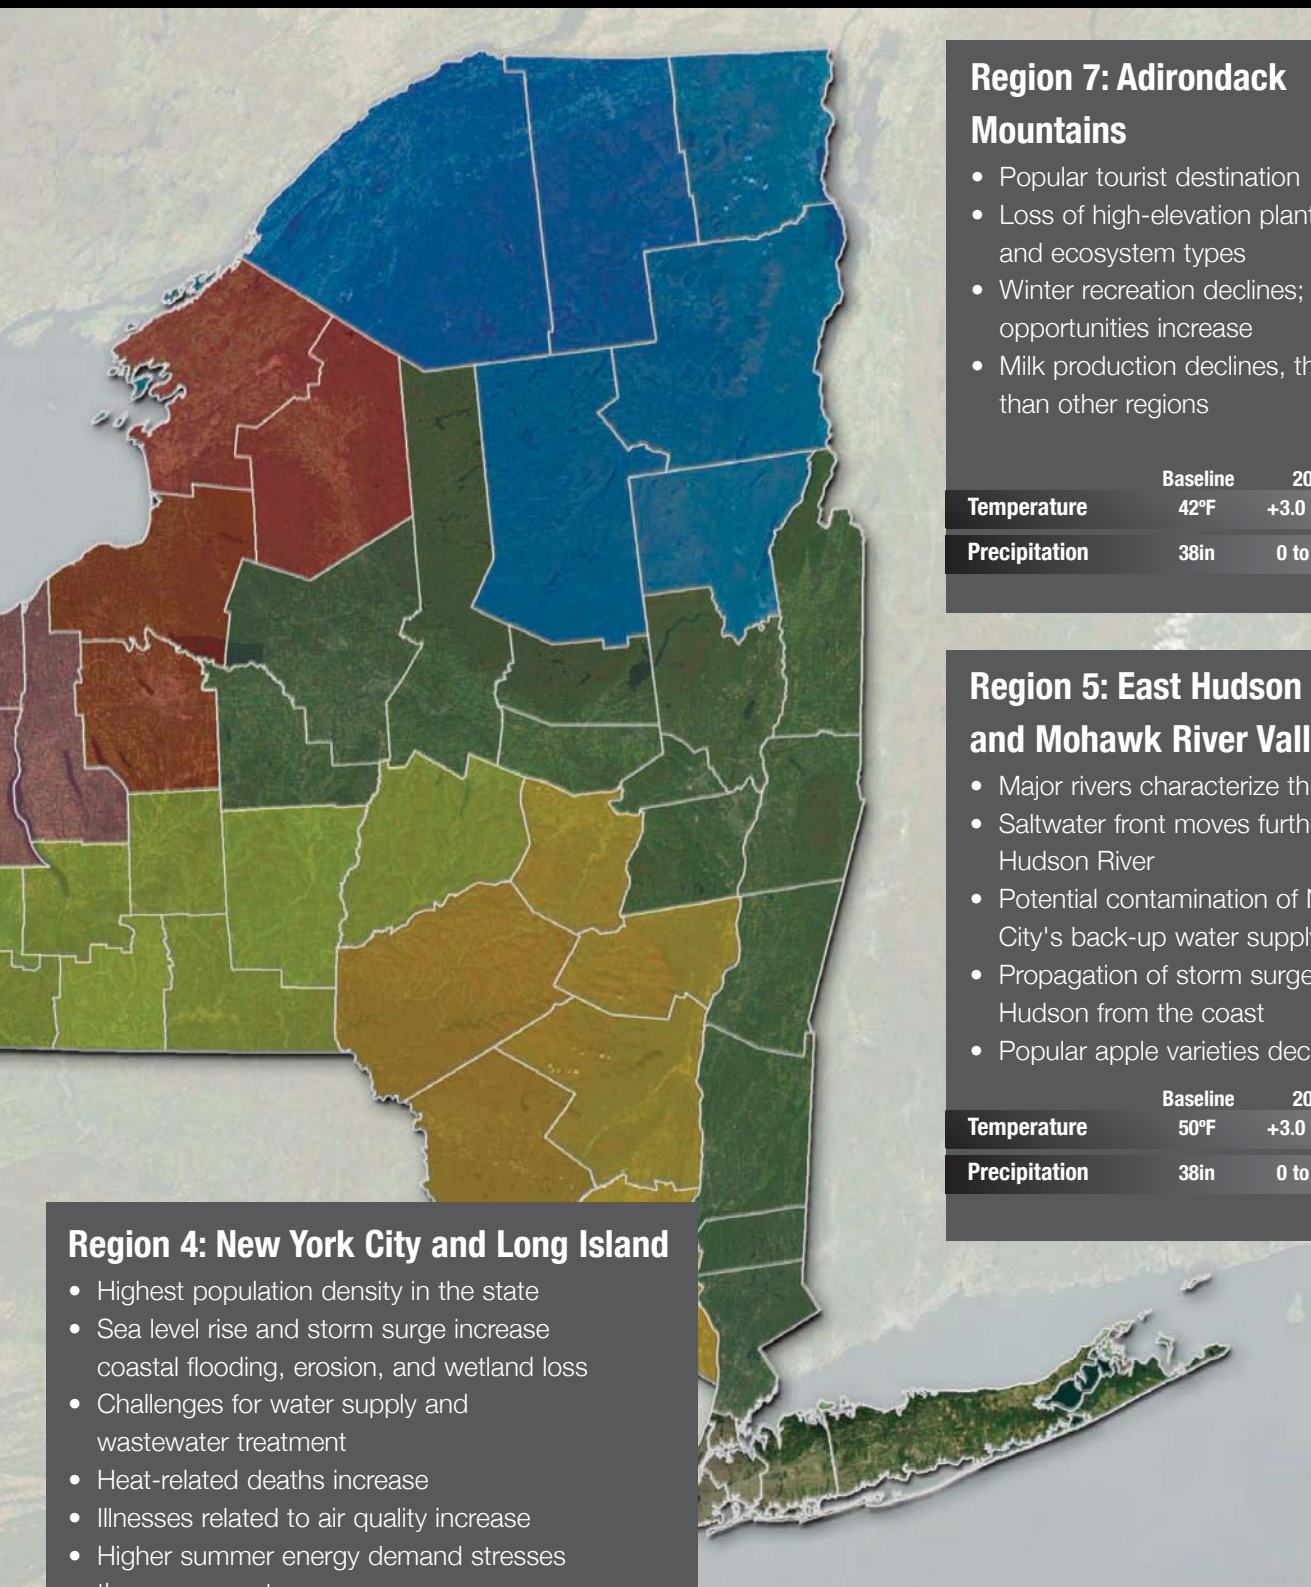 Region 7: Adirondack
Mountains
• Popular tourist destination
• Loss of high-elevation plant
and ecosystem types
• Winter recreation declines;
opportunities increase
• Milk production declines,
than other regions
Baseline
Temperature 42ºF +3.0
Precipitation 38in 0 to
Region 5: East Hudson
and Mohawk River
• Major rivers characterize
• Saltwater front moves
Hudson River
• Potential contamination of
City's back-up water
• Propagation of storm surge
Hudson from the coast
• Popular apple varieties
Baseline
Temperature 50ºF +3.0
Precipitation 38in 0 to
Region 4: New York City and Long Island
• Highest population density in the state
• Sea level rise and storm surge increase
coastal flooding, erosion, and wetland loss
• Challenges for water supply and
wastewater treatment
• Heat-related deaths increase
• Illnesses related to air quality increase
• Higher summer energy demand stresses